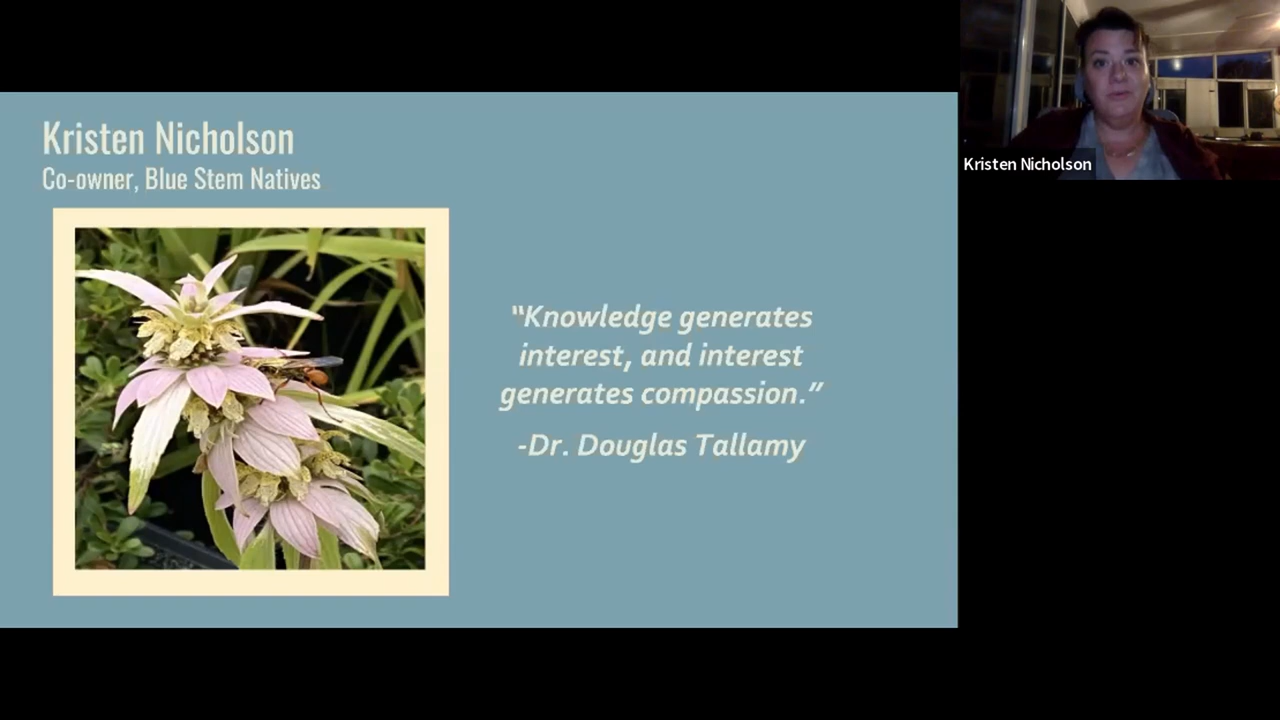 Kristen Nicholson
Co-owner, Blue Stem Natives
“Knowledge generates
interest, and interest
generates compassion.”
-Dr. Douglas Tallamy
Kristen Nicholson